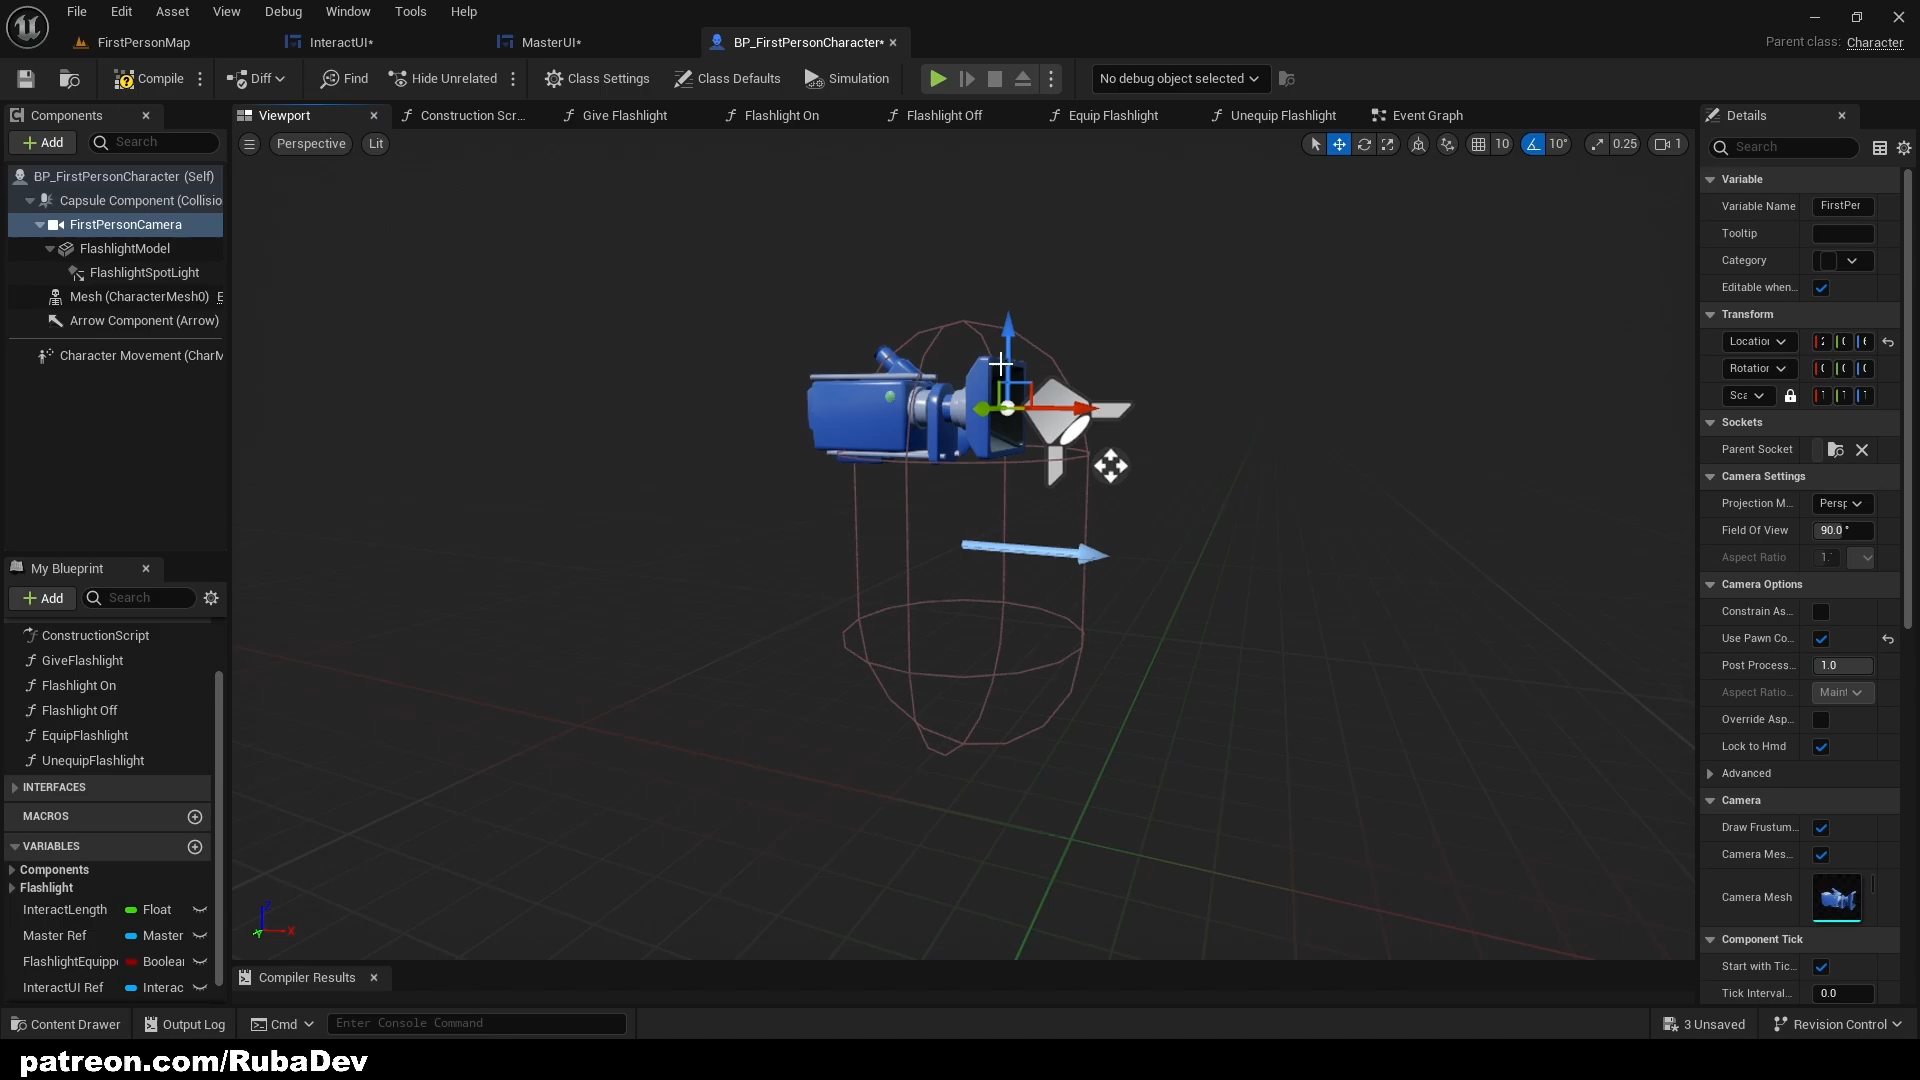 File Edit Asset View Debug Window Tools Help
FirstPersonMap InteractUI* MasterUI* BP_FirstPersonCharacter*
Parent class: Character
Compile Diff Find Hide Unrelated Class Settings Class Defaults Simulation No debug object selected
Components
Add Search
BP_FirstPersonCharacter (Self)
Capsule Component (Collisio
FirstPersonCamera
FlashlightModel
FlashlightSpotLight
Mesh (CharacterMesh0) E
Arrow Component (Arrow)
Character Movement (CharM
My Blueprint
Add Search
ConstructionScript
GiveFlashlight
Flashlight On
Flashlight Off
EquipFlashlight
UnequipFlashlight
INTERFACES
MACROS
VARIABLES
Components
Flashlight
InteractLength Float
Master Ref Master
FlashlightEquipp Boolea
InteractUI Ref Interac
Viewport Construction Scr... Give Flashlight Flashlight On Flashlight Off Equip Flashlight Unequip Flashlight Event Graph
Perspective Lit 10 10° 0.25 1
Z
X
Y
Compiler Results
Details
Search
Variable
Variable Name FirstPer
Tooltip
Category
Editable when...
Transform
Location
Rotation
Sca
Sockets
Parent Socket
Camera Settings
Projection M... Persp
Field Of View 90.0 °
Aspect Ratio
Camera Options
Constrain As...
Use Pawn Co...
Post Process... 1.0
Aspect Ratio... Maint
Override Asp...
Lock to Hmd
Advanced
Camera
Draw Frustum...
Camera Mes...
Camera Mesh
Component Tick
Start with Tic...
Tick Interval... 0.0
Content Drawer Output Log Cmd Enter Console Command 3 Unsaved Revision Control
patreon.com/RubaDev